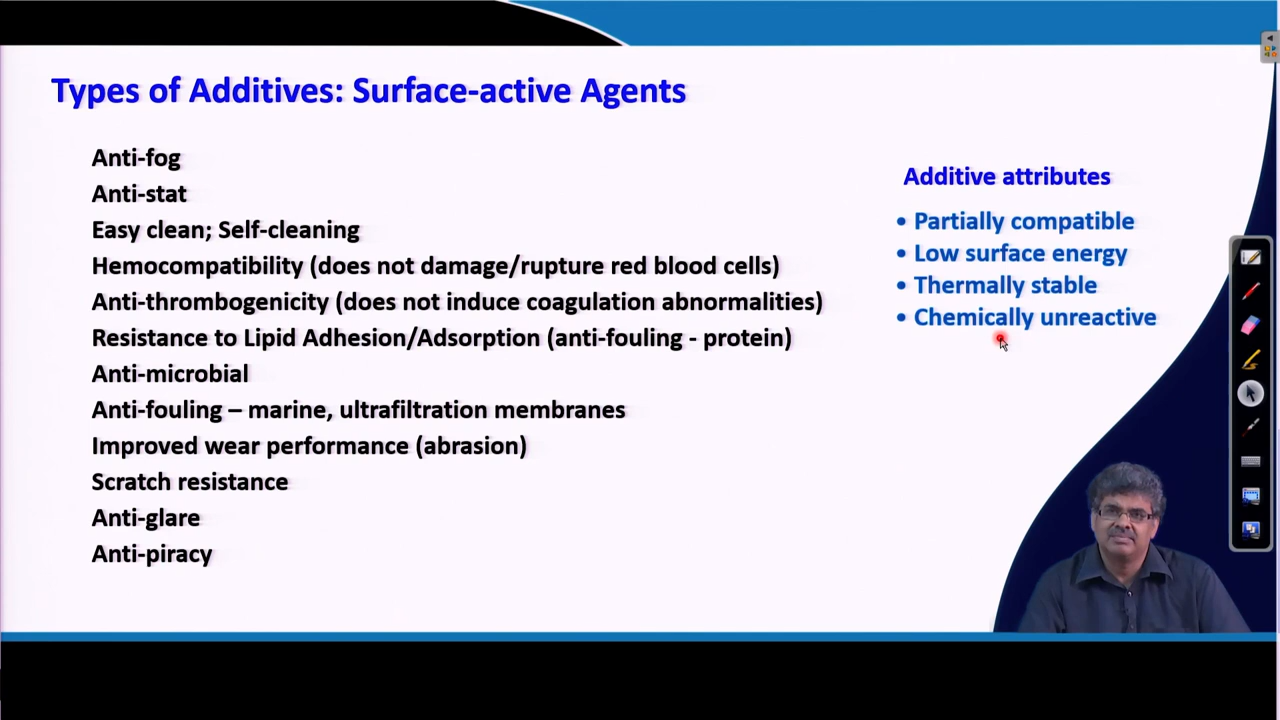 Types of Additives: Surface-active Agents
Anti-fog
Anti-stat
Easy clean; Self-cleaning
Hemocompatibility (does not damage/rupture red blood cells)
Anti-thrombogenicity (does not induce coagulation abnormalities)
Resistance to Lipid Adhesion/Adsorption (anti-fouling - protein)
Anti-microbial
Anti-fouling – marine, ultrafiltration membranes
Improved wear performance (abrasion)
Scratch resistance
Anti-glare
Anti-piracy
Additive attributes
• Partially compatible
• Low surface energy
• Thermally stable
• Chemically unreactive